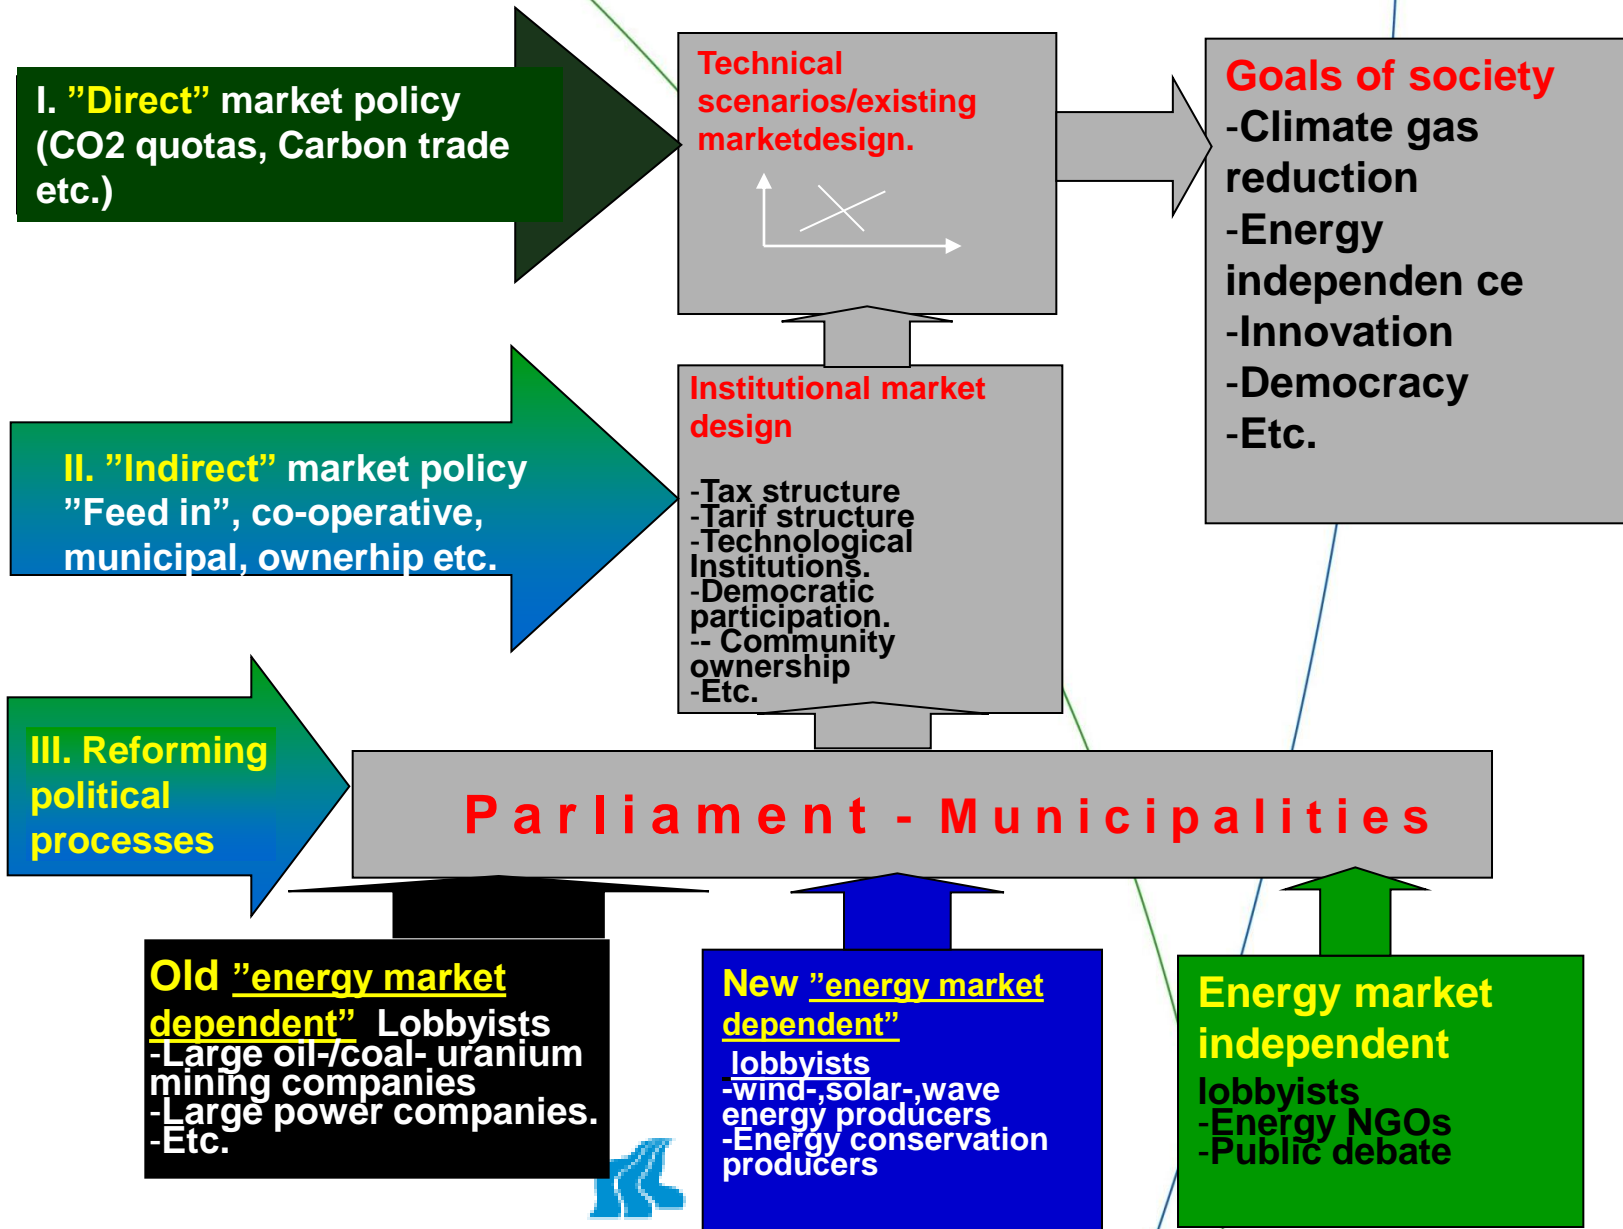 I. ”Direct” market policy
(CO2 quotas, Carbon trade
etc.)
Technical
scenarios/existing
marketdesign.
Goals of society
-Climate gas
reduction
-Energy
independen ce
-Innovation
-Democracy
-Etc.
II. ”Indirect” market policy
”Feed in”, co-operative,
municipal, ownerhip etc.
Institutional market
design
-Tax structure
-Tarif structure
-Technological
Institutions.
-Democratic
participation.
-- Community
ownership
-Etc.
III. Reforming
political
processes
Parliament - Municipalities
Old ”energy market
dependent” Lobbyists
-Large oil-/coal- uranium
mining companies
-Large power companies.
-Etc.
New ”energy market
dependent”
lobbyists
-wind-,solar-,wave
energy producers
-Energy conservation
producers
Energy market
independent
lobbyists
-Energy NGOs
-Public debate